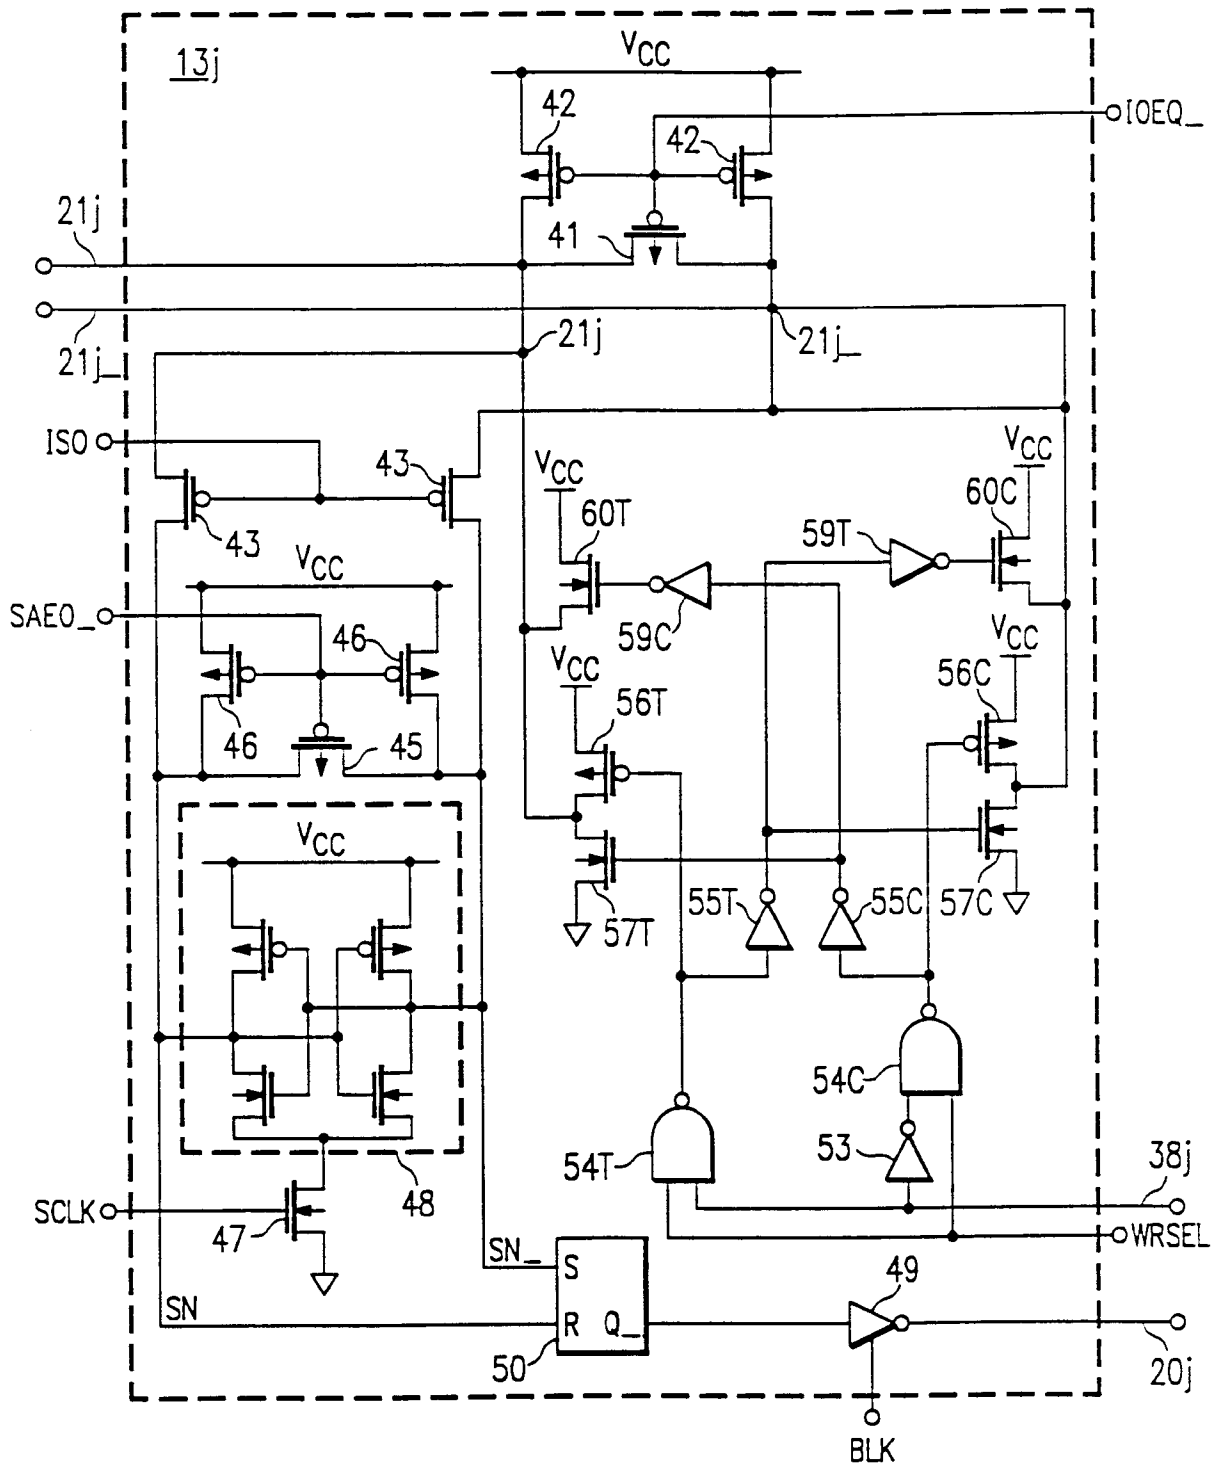 13j
VCC
42
42
IOEQ_
21j
41
21j_
21j
21j_
ISO
43
43
VCC
60T
VCC
60C
59T
59C
VCC
SAEO_
46
46
45
VCC
56T
VCC
56C
VCC
57T
55T
55C
57C
54C
53
54T
38j
WRSEL
48
SCLK
47
SN_
S
SN
R
Q_
50
49
20j
BLK